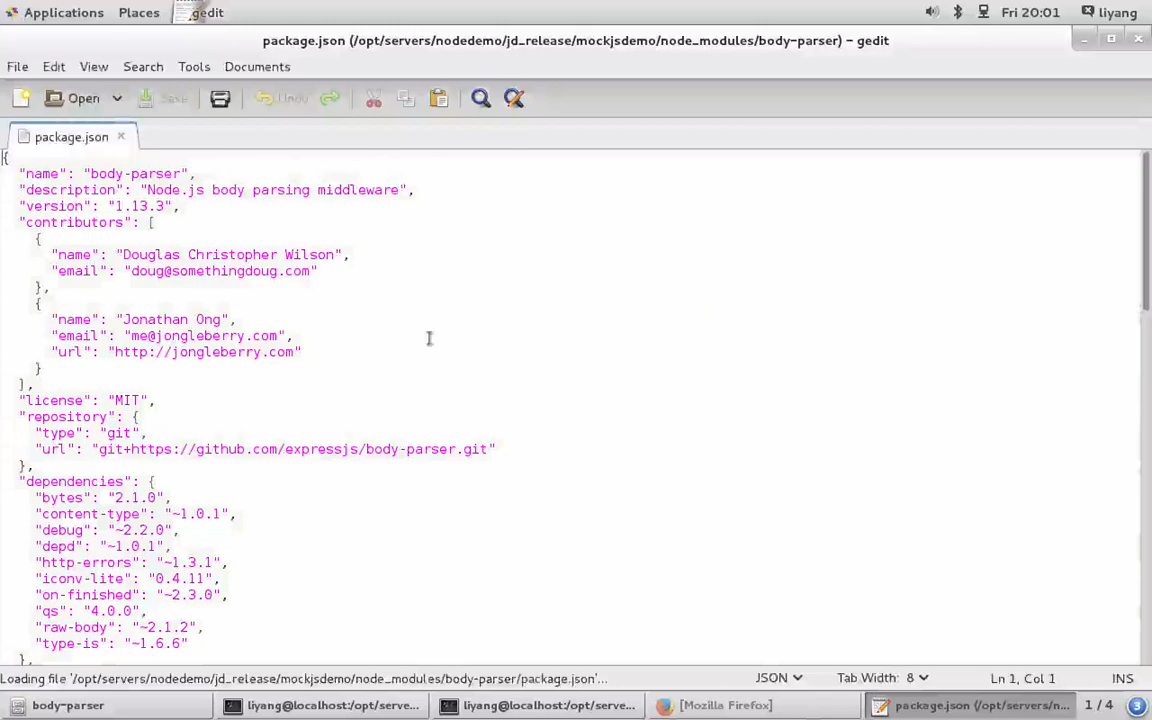 Applications Places gedit Fri 20:01 liyang
package.json (/opt/servers/nodedemo/jd_release/mockjsdemo/node_modules/body-parser) - gedit
File Edit View Search Tools Documents
Open Save Undo
package.json
{
"name": "body-parser",
"description": "Node.js body parsing middleware",
"version": "1.13.3",
"contributors": [
{
"name": "Douglas Christopher Wilson",
"email": "doug@somethingdoug.com"
},
{
"name": "Jonathan Ong",
"email": "me@jongleberry.com",
"url": "http://jongleberry.com"
}
],
"license": "MIT",
"repository": {
"type": "git",
"url": "git+https://github.com/expressjs/body-parser.git"
},
"dependencies": {
"bytes": "2.1.0",
"content-type": "~1.0.1",
"debug": "~2.2.0",
"depd": "~1.0.1",
"http-errors": "~1.3.1",
"iconv-lite": "0.4.11",
"on-finished": "~2.3.0",
"qs": "4.0.0",
"raw-body": "~2.1.2",
"type-is": "~1.6.6"
},
Loading file '/opt/servers/nodedemo/jd_release/mockjsdemo/node_modules/body-parser/package.json'... JSON Tab Width: 8 Ln 1, Col 1 INS
body-parser liyang@localhost:/opt/serve... liyang@localhost:/opt/serve... [Mozilla Firefox] package.json (/opt/servers/n... 1 / 4 3